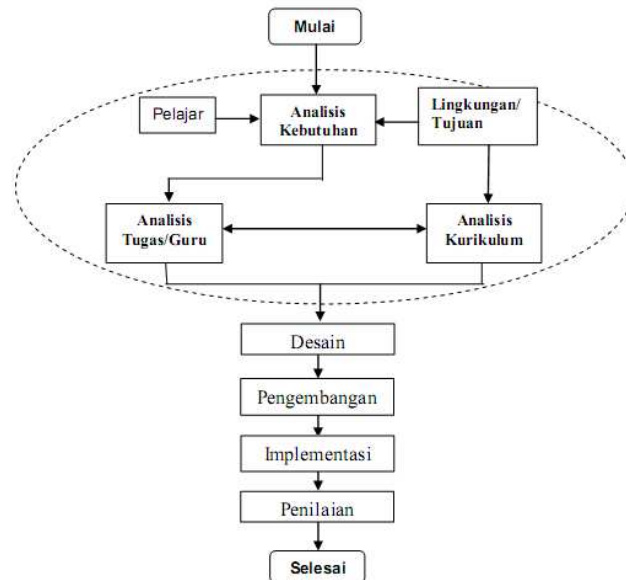 Mulai
Pelajar
Analisis
Kebutuhan
Lingkungan/
Tujuan
Analisis
Tugas/Guru
Analisis
Kurikulum
Desain
Pengembangan
Implementasi
Penilaian
Selesai